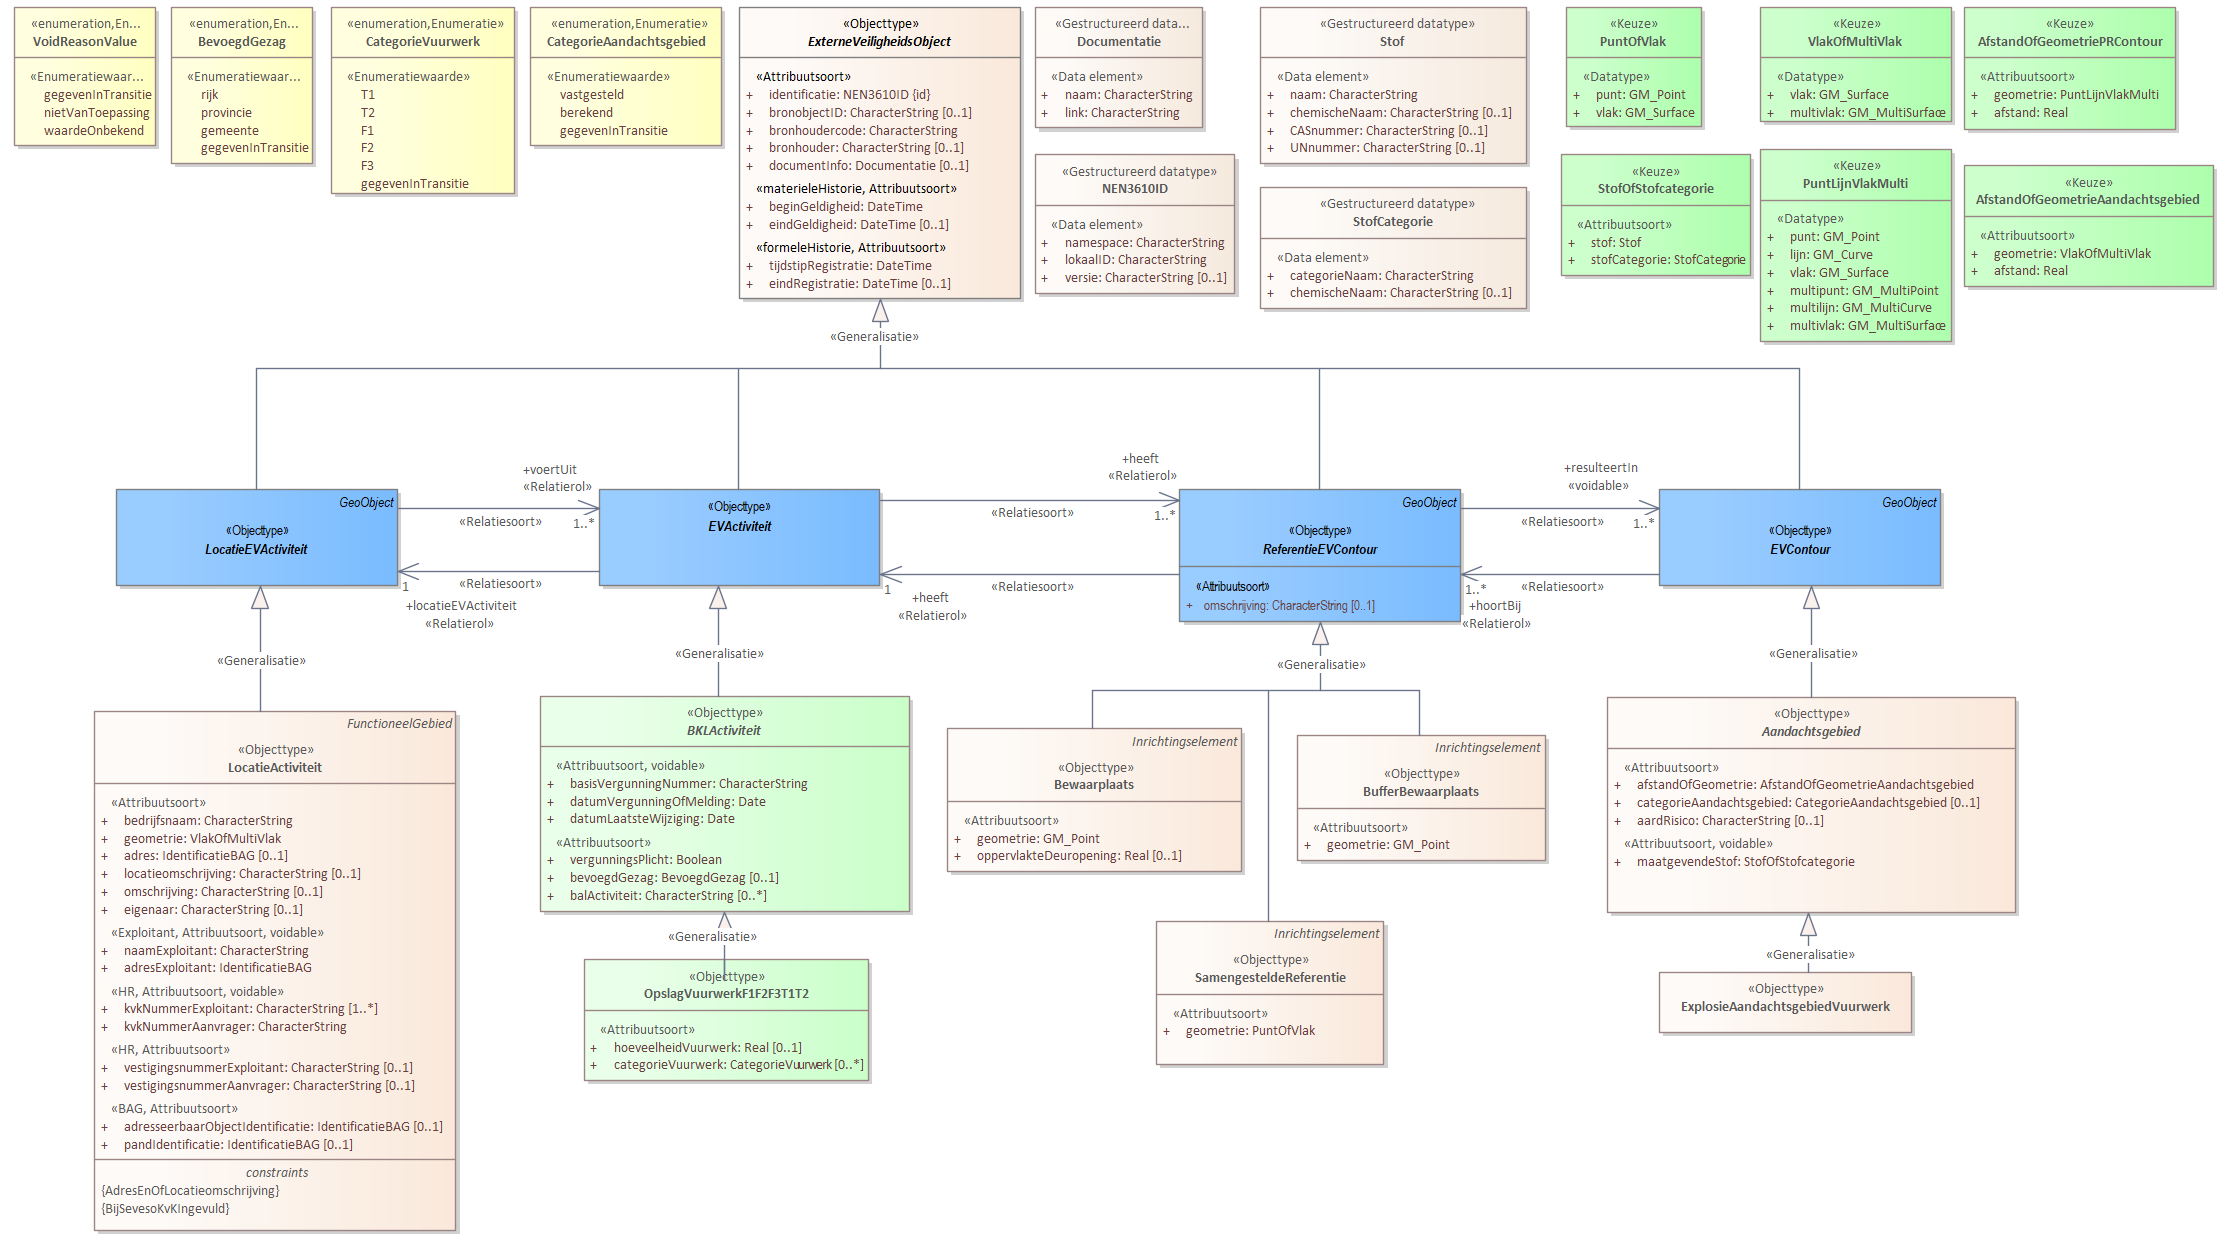 «enumeration,En...
VoidReasonValue
«Enumeratiewaar...
gegevenInTransitie
nietVanToepassing
waardeOnbekend
«enumeration,En...
BevoegdGezag
«Enumeratiewaar...
rijk
provincie
gemeente
gegevenInTransitie
«enumeration,Enumeratie»
CategorieVuurwerk
«Enumeratiewaarde»
T1
T2
F1
F2
F3
gegevenInTransitie
«enumeration,Enumeratie»
CategorieAandachtsgebied
«Enumeratiewaarde»
vastgesteld
berekend
gegevenInTransitie
«Objecttype»
ExterneVeiligheidsObject
«Attribuutsoort»
+ identificatie: NEN3610ID {id}
+ bronobjectID: CharacterString [0..1]
+ bronhoudercode: CharacterString
+ bronhouder: CharacterString [0..1]
+ documentInfo: Documentatie [0..1]
«materieleHistorie, Attribuutsoort»
+ beginGeldigheid: DateTime
+ eindGeldigheid: DateTime [0..1]
«formeleHistorie, Attribuutsoort»
+ tijdstipRegistratie: DateTime
+ eindRegistratie: DateTime [0..1]
«Gestructureerd data...
Documentatie
«Data element»
+ naam: CharacterString
+ link: CharacterString
«Gestructureerd datatype»
NEN3610ID
«Data element»
+ namespace: CharacterString
+ lokaalID: CharacterString
+ versie: CharacterString [0..1]
«Gestructureerd datatype»
Stof
«Data element»
+ naam: CharacterString
+ chemischeNaam: CharacterString [0..1]
+ CASnummer: CharacterString [0..1]
+ UNnummer: CharacterString [0..1]
«Gestructureerd datatype»
StofCategorie
«Data element»
+ categorieNaam: CharacterString
+ chemischeNaam: CharacterString [0..1]
«Keuze»
PuntOfVlak
«Datatype»
+ punt: GM_Point
+ vlak: GM_Surface
«Keuze»
StofOfStofcategorie
«Attribuutsoort»
+ stof: Stof
+ stofCategorie: StofCategorie
«Keuze»
VlakOfMultiVlak
«Datatype»
+ vlak: GM_Surface
+ multivlak: GM_MultiSurface
«Keuze»
PuntLijnVlakMulti
«Datatype»
+ punt: GM_Point
+ lijn: GM_Curve
+ vlak: GM_Surface
+ multipunt: GM_MultiPoint
+ multilijn: GM_MultiCurve
+ multivlak: GM_MultiSurface
«Keuze»
AfstandOfGeometriePRContour
«Attribuutsoort»
+ geometrie: PuntLijnVlakMulti
+ afstand: Real
«Keuze»
AfstandOfGeometrieAandachtsgebied
«Attribuutsoort»
+ geometrie: VlakOfMultiVlak
+ afstand: Real
«Generalisatie»
GeoObject
«Objecttype»
LocatieEVActiviteit
+voertUit
«Relatierol»
«Relatiesoort»
1..*
«Relatiesoort»
1
+locatieEVActiviteit
«Relatierol»
«Objecttype»
EVActiviteit
+heeft
«Relatierol»
«Relatiesoort»
1..*
«Relatiesoort»
1
+heeft
«Relatierol»
GeoObject
«Objecttype»
ReferentieEVContour
«Attribuutsoort»
+ omschrijving: CharacterString [0..1]
+resulteertIn
«voidable»
«Relatiesoort»
1..*
«Relatiesoort»
1..*
+hoortBij
«Relatierol»
GeoObject
«Objecttype»
EVContour
«Generalisatie»
«Generalisatie»
«Generalisatie»
«Generalisatie»
FunctioneelGebied
«Objecttype»
LocatieActiviteit
«Attribuutsoort»
+ bedrijfsnaam: CharacterString
+ geometrie: VlakOfMultiVlak
+ adres: IdentificatieBAG [0..1]
+ locatieomschrijving: CharacterString [0..1]
+ omschrijving: CharacterString [0..1]
+ eigenaar: CharacterString [0..1]
«Exploitant, Attribuutsoort, voidable»
+ naamExploitant: CharacterString
+ adresExploitant: IdentificatieBAG
«HR, Attribuutsoort, voidable»
+ kvkNummerExploitant: CharacterString [1..*]
+ kvkNummerAanvrager: CharacterString
«HR, Attribuutsoort»
+ vestigingsnummerExploitant: CharacterString [0..1]
+ vestigingsnummerAanvrager: CharacterString [0..1]
«BAG, Attribuutsoort»
+ adresseerbaarObjectIdentificatie: IdentificatieBAG [0..1]
+ pandIdentificatie: IdentificatieBAG [0..1]
constraints
{AdresEnOfLocatieomschrijving}
{BijSevesoKvKIngevuld}
«Objecttype»
BKLActiviteit
«Attribuutsoort, voidable»
+ basisVergunningNummer: CharacterString
+ datumVergunningOfMelding: Date
+ datumLaatsteWijziging: Date
«Attribuutsoort»
+ vergunningsPlicht: Boolean
+ bevoegdGezag: BevoegdGezag [0..1]
+ balActiviteit: CharacterString [0..*]
«Generalisatie»
«Objecttype»
OpslagVuurwerkF1F2F3T1T2
«Attribuutsoort»
+ hoeveelheidVuurwerk: Real [0..1]
+ categorieVuurwerk: CategorieVuurwerk [0..*]
Inrichtingselement
«Objecttype»
Bewaarplaats
«Attribuutsoort»
+ geometrie: GM_Point
+ oppervlakteDeuropening: Real [0..1]
Inrichtingselement
«Objecttype»
BufferBewaarplaats
«Attribuutsoort»
+ geometrie: GM_Point
Inrichtingselement
«Objecttype»
SamengesteldeReferentie
«Attribuutsoort»
+ geometrie: PuntOfVlak
«Objecttype»
Aandachtsgebied
«Attribuutsoort»
+ afstandOfGeometrie: AfstandOfGeometrieAandachtsgebied
+ categorieAandachtsgebied: CategorieAandachtsgebied [0..1]
+ aardRisico: CharacterString [0..1]
«Attribuutsoort, voidable»
+ maatgevendeStof: StofOfStofcategorie
«Generalisatie»
«Objecttype»
ExplosieAandachtsgebiedVuurwerk